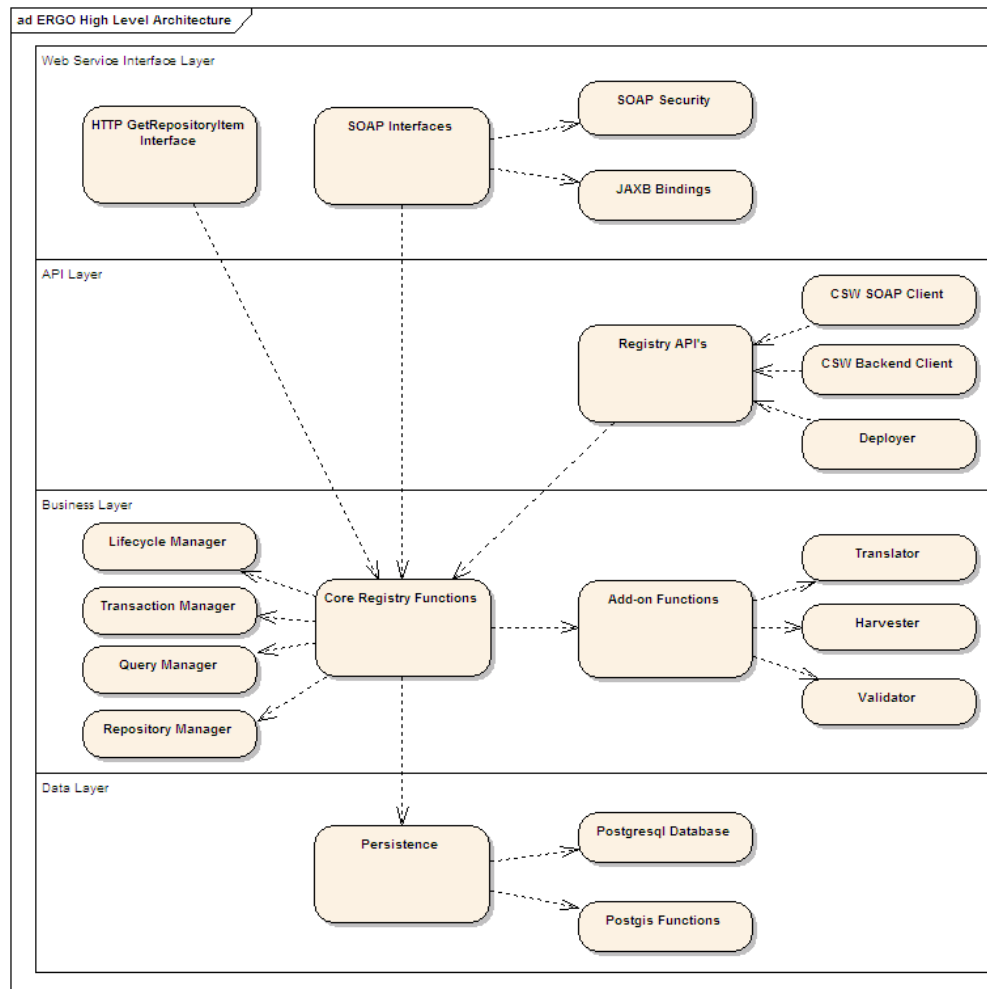 ad ERGO High Level Architecture
Web Service Interface Layer
HTTP GetRepositoryItem
Interface
SOAP Interfaces
SOAP Security
JAXB Bindings
API Layer
CSW SOAP Client
Registry API's
CSW Backend Client
Deployer
Business Layer
Lifecycle Manager
Transaction Manager
Query Manager
Repository Manager
Core Registry Functions
Add-on Functions
Translator
Harvester
Validator
Data Layer
Persistence
Postgresql Database
Postgis Functions